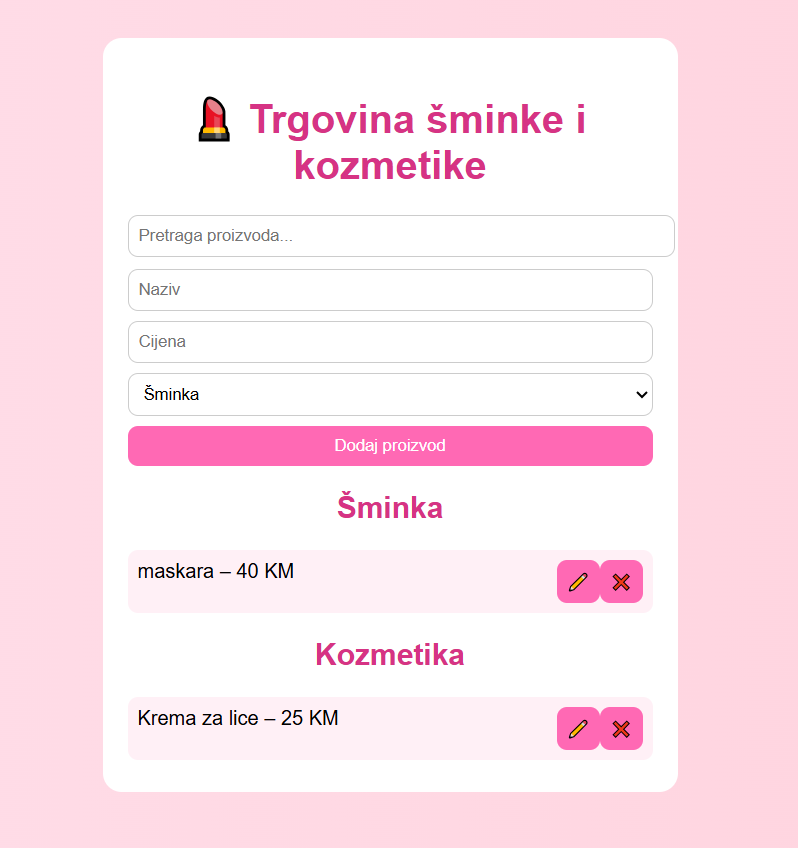 💄 Trgovina šminke i
kozmetike
Pretraga proizvoda...
Naziv
Cijena
Šminka
Dodaj proizvod
Šminka
maskara – 40 KM
Kozmetika
Krema za lice – 25 KM